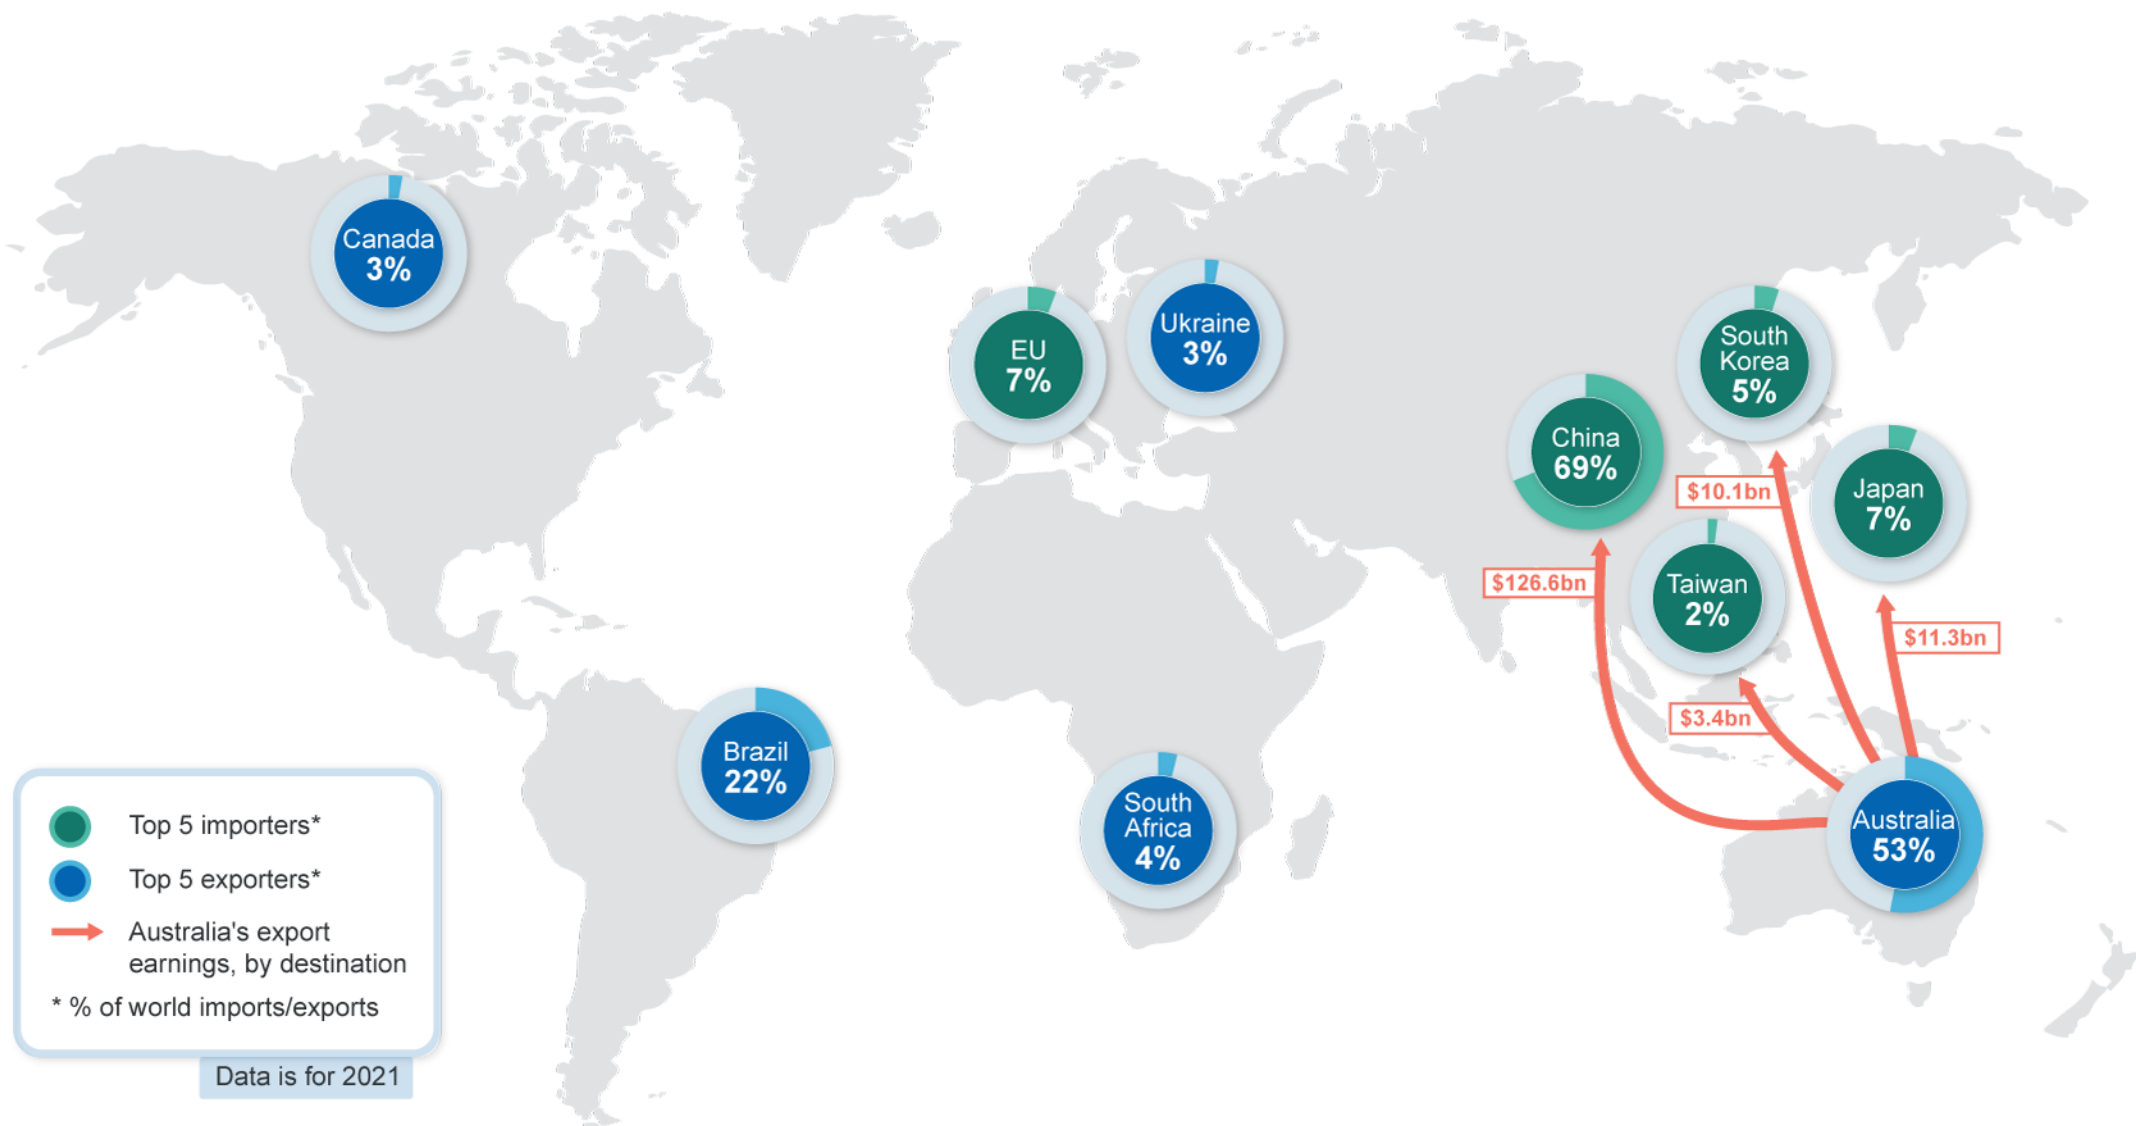 Canada
3%
EU
7%
Ukraine
3%
South
Korea
5%
China
69%
Japan
7%
$10.1bn
$126.6bn
Taiwan
2%
$11.3bn
$3.4bn
Brazil
22%
South
Africa
4%
Australia
53%
Top 5 importers*
Top 5 exporters*
Australia's export
earnings, by destination
* % of world imports/exports
Data is for 2021